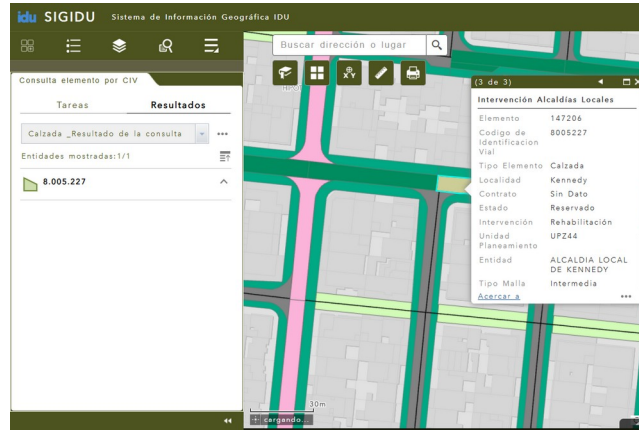 idu SIGIDU Sistema de Información Geográfica IDU
Buscar dirección o lugar
Consulta elemento por CIV
Tareas Resultados
Calzada _Resultado de la consulta
Entidades mostradas:1/1
8.005.227
(3 de 3)
Intervención Alcaldías Locales
Elemento 147206
Codigo de Identificacion Vial 8005227
Tipo Elemento Calzada
Localidad Kennedy
Contrato Sin Dato
Estado Reservado
Intervención Rehabilitación
Unidad Planeamiento UPZ44
Entidad ALCALDIA LOCAL DE KENNEDY
Tipo Malla Intermedia
Acercar a
30m
cargando...